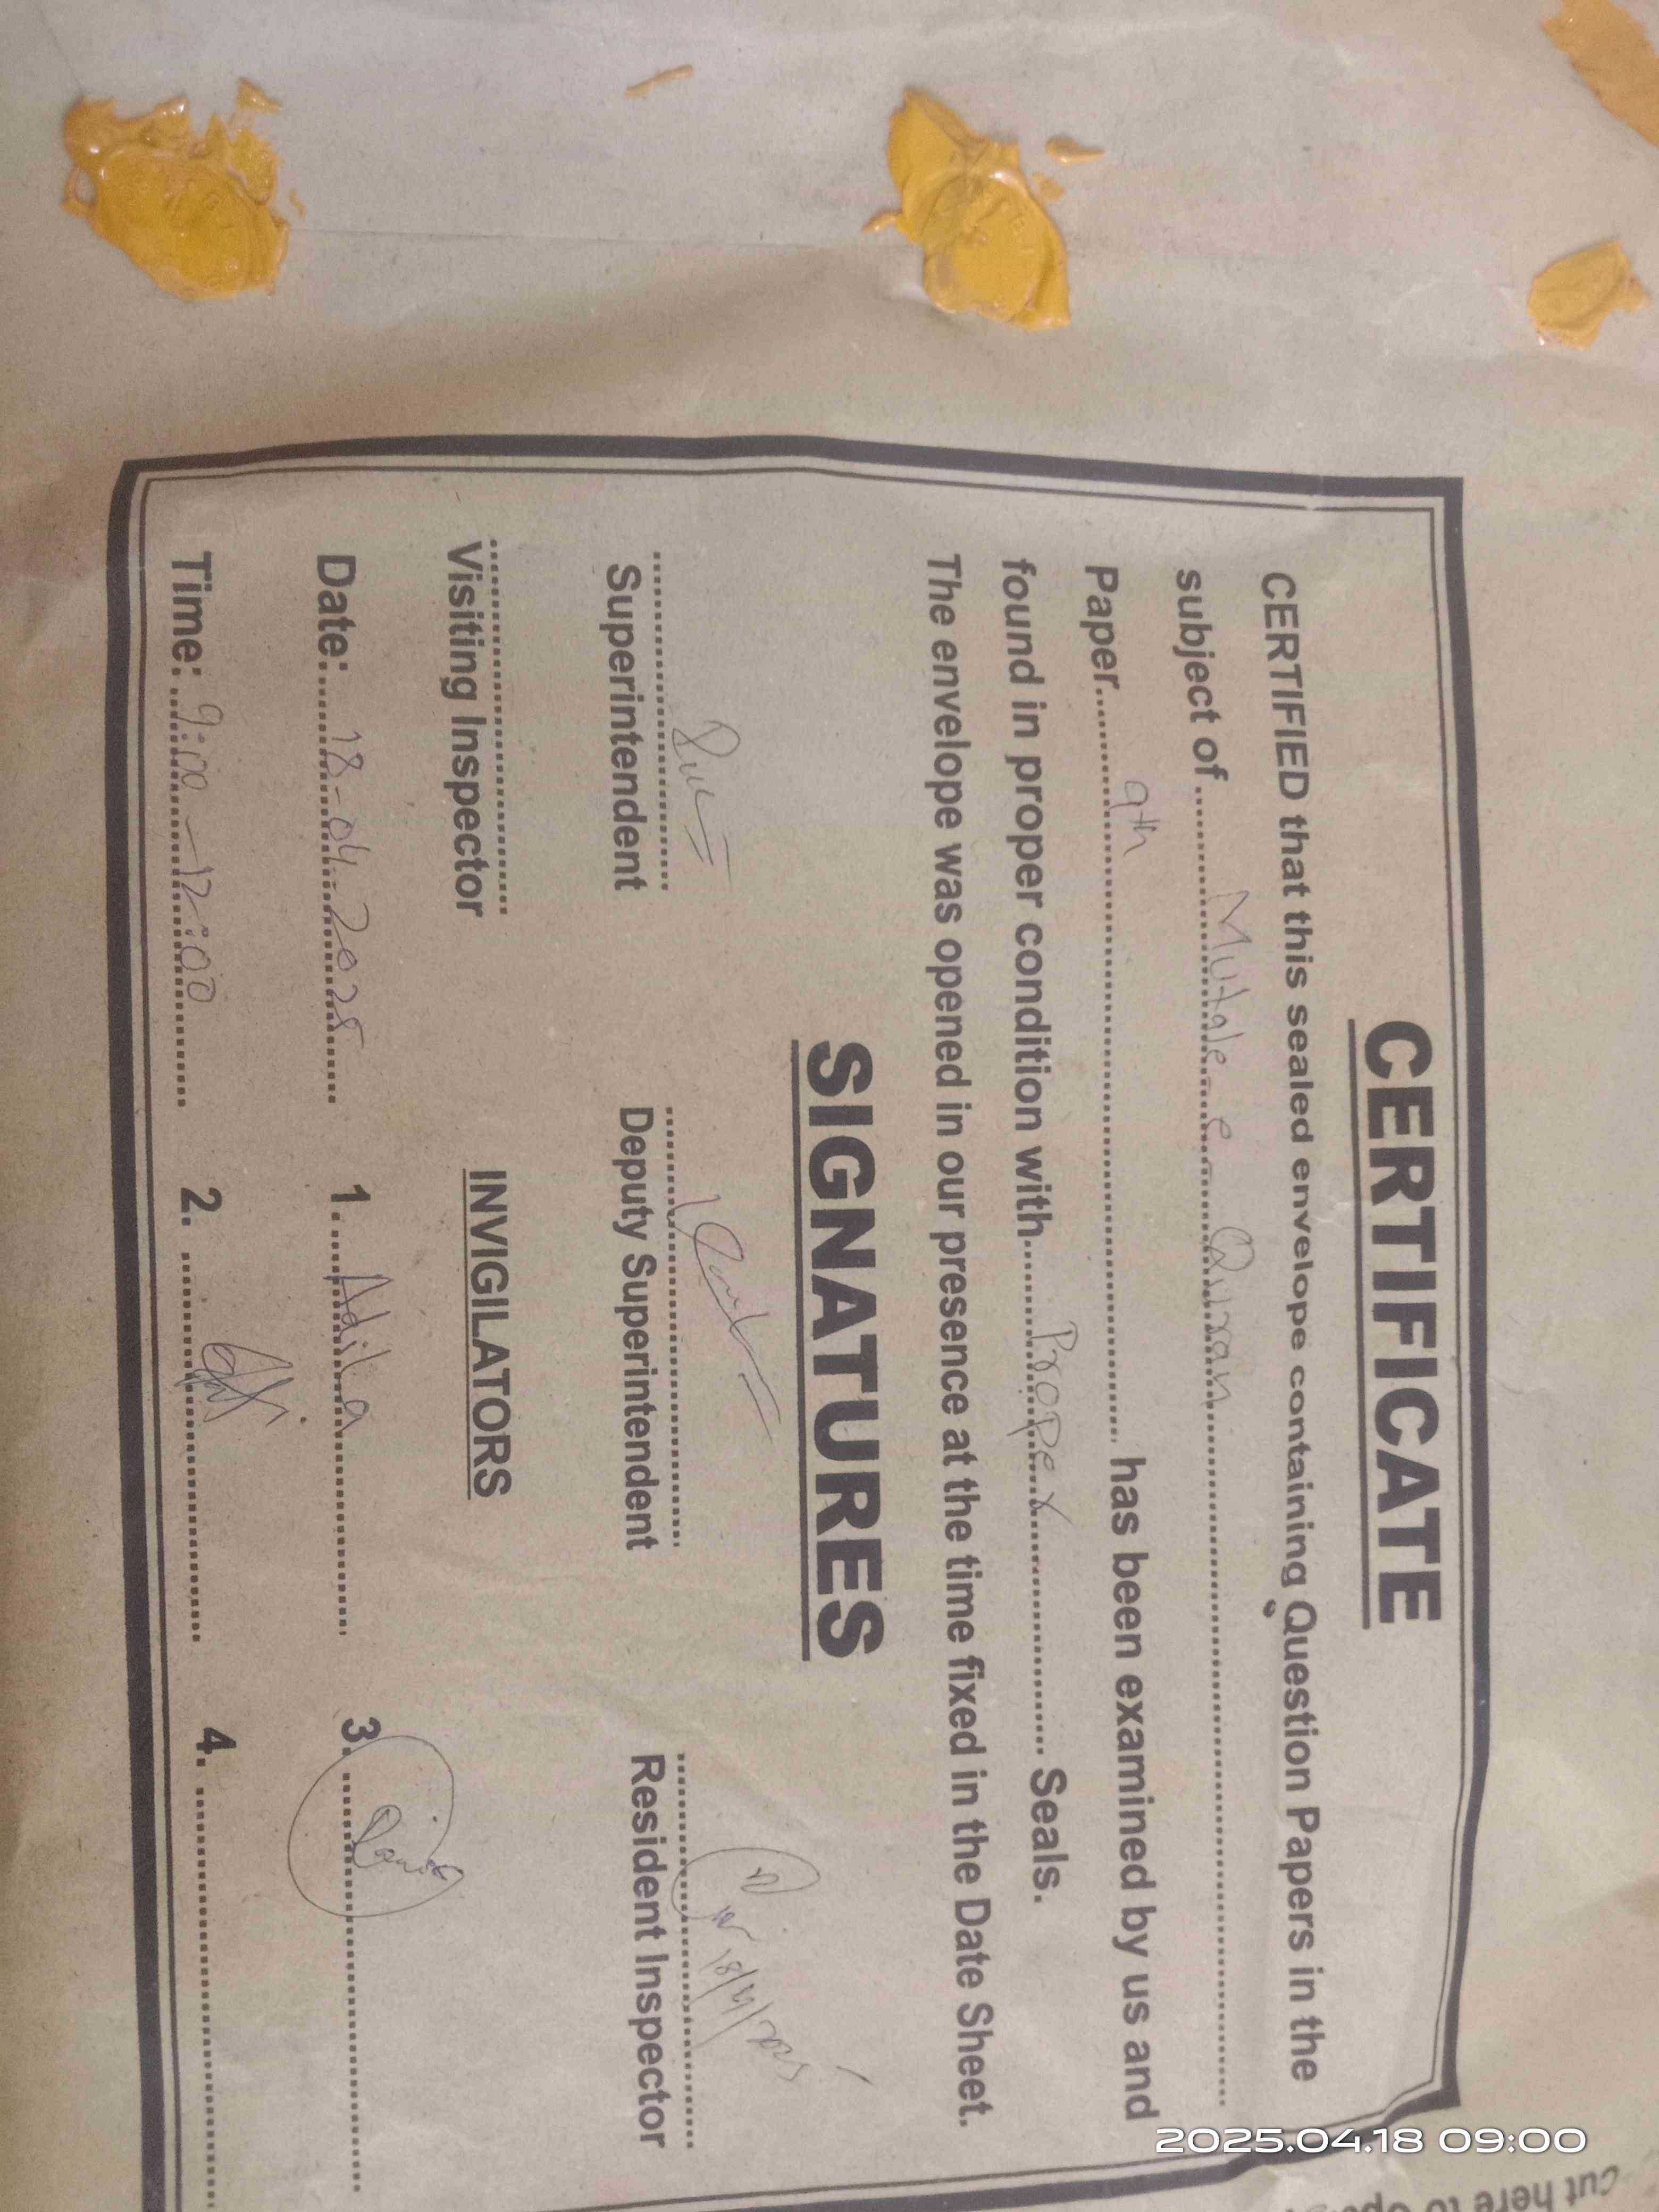 CERTIFICATE
CERTIFIED that this sealed envelope containing Question Papers in the
subject of.......Mutale e Quran..............
Paper.......9th.............. has been examined by us and
found in proper condition with.......Proper.............. Seals.
The envelope was opened in our presence at the time fixed in the Date Sheet.
SIGNATURES
18/4/2025
Superintendent Deputy Superintendent Resident Inspector
Visiting Inspector INVIGILATORS
Date:.....18-04-2025..... 1.....Adila..... 3. ..........
Time: .....9:00 - 12:00..... 2. .......... 4. ..........
2025.04.18 09:00
cut here to